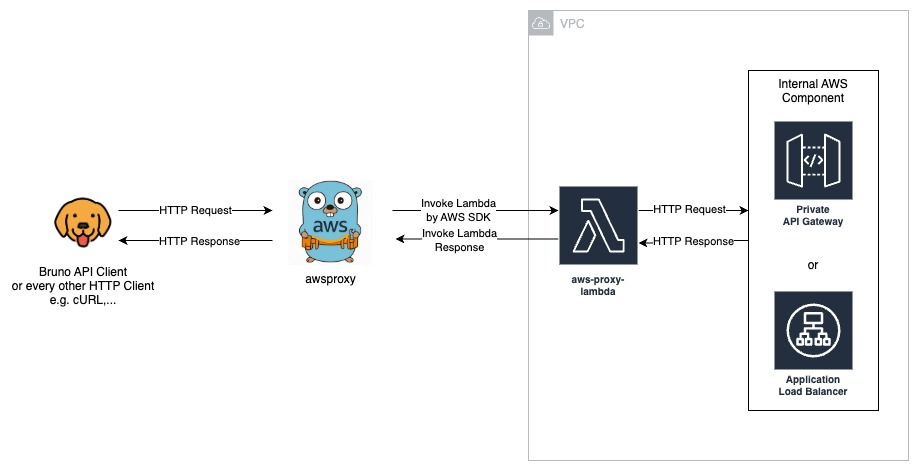 VPC
Internal AWS
Component
Private
API Gateway
or
Application
Load Balancer
HTTP Request
HTTP Response
Bruno API Client
or every other HTTP Client
e.g. cURL,...
aws
awsproxy
Invoke Lambda
by AWS SDK
Invoke Lambda
Response
aws-proxy-
lambda
HTTP Request
HTTP Response